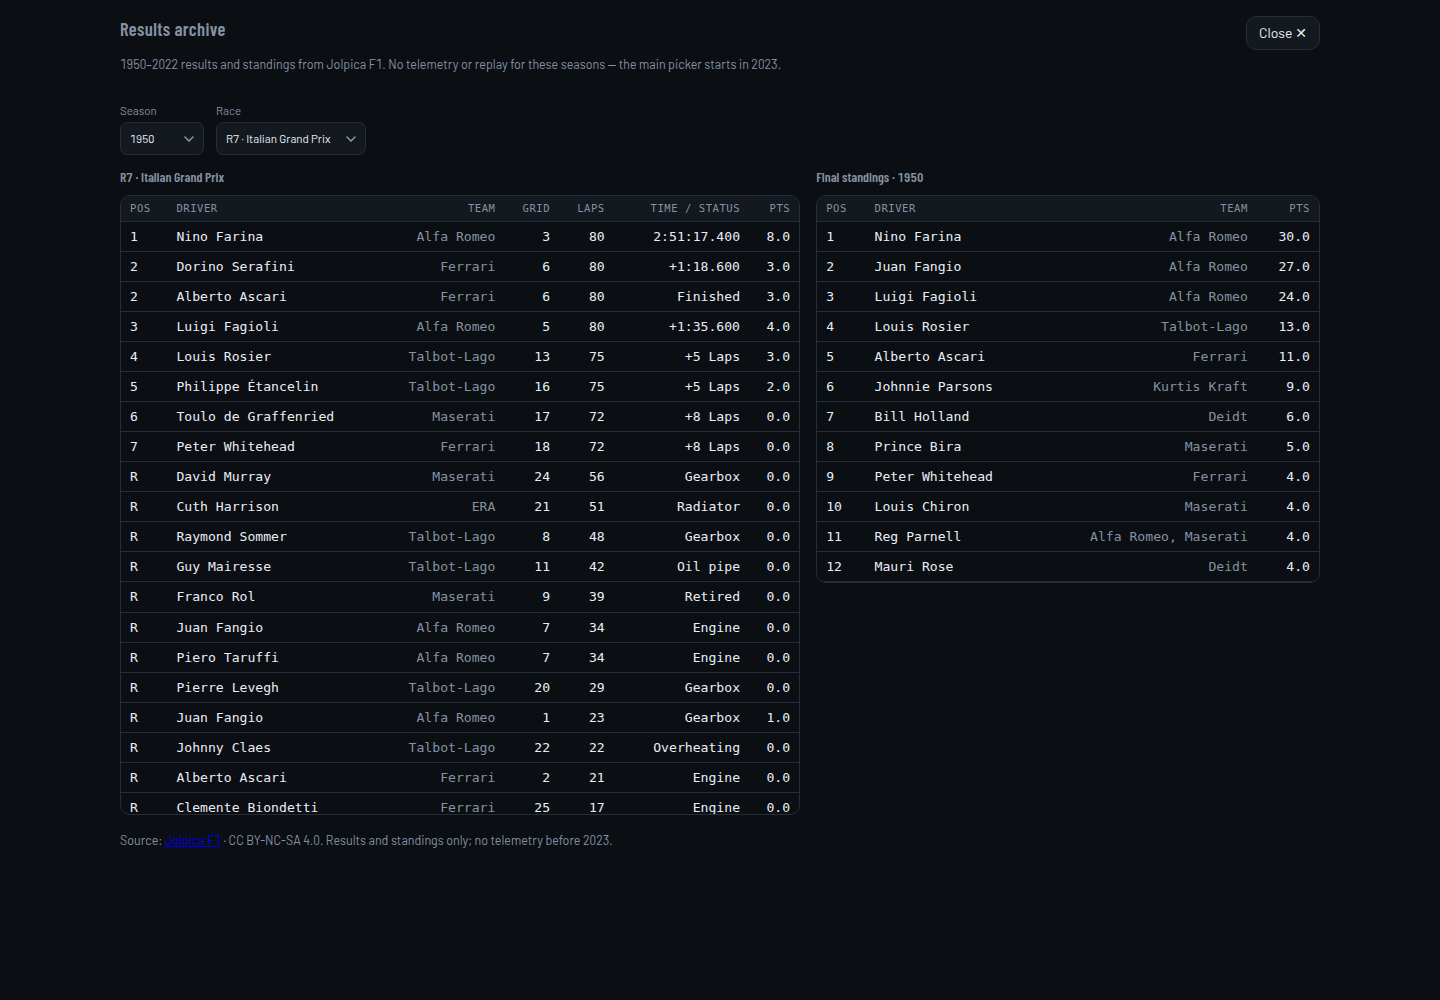 Results archive
Close ✕
1950–2022 results and standings from Jolpica F1. No telemetry or replay for these seasons — the main picker starts in 2023.
Season Race
1950 R7 · Italian Grand Prix
R7 · Italian Grand Prix
POS DRIVER TEAM GRID LAPS TIME / STATUS PTS
1 Nino Farina Alfa Romeo 3 80 2:51:17.400 8.0
2 Dorino Serafini Ferrari 6 80 +1:18.600 3.0
2 Alberto Ascari Ferrari 6 80 Finished 3.0
3 Luigi Fagioli Alfa Romeo 5 80 +1:35.600 4.0
4 Louis Rosier Talbot-Lago 13 75 +5 Laps 3.0
5 Philippe Étancelin Talbot-Lago 16 75 +5 Laps 2.0
6 Toulo de Graffenried Maserati 17 72 +8 Laps 0.0
7 Peter Whitehead Ferrari 18 72 +8 Laps 0.0
R David Murray Maserati 24 56 Gearbox 0.0
R Cuth Harrison ERA 21 51 Radiator 0.0
R Raymond Sommer Talbot-Lago 8 48 Gearbox 0.0
R Guy Mairesse Talbot-Lago 11 42 Oil pipe 0.0
R Franco Rol Maserati 9 39 Retired 0.0
R Juan Fangio Alfa Romeo 7 34 Engine 0.0
R Piero Taruffi Alfa Romeo 7 34 Engine 0.0
R Pierre Levegh Talbot-Lago 20 29 Gearbox 0.0
R Juan Fangio Alfa Romeo 1 23 Gearbox 1.0
R Johnny Claes Talbot-Lago 22 22 Overheating 0.0
R Alberto Ascari Ferrari 2 21 Engine 0.0
R Clemente Biondetti Ferrari 25 17 Engine 0.0
Final standings · 1950
POS DRIVER TEAM PTS
1 Nino Farina Alfa Romeo 30.0
2 Juan Fangio Alfa Romeo 27.0
3 Luigi Fagioli Alfa Romeo 24.0
4 Louis Rosier Talbot-Lago 13.0
5 Alberto Ascari Ferrari 11.0
6 Johnnie Parsons Kurtis Kraft 9.0
7 Bill Holland Deidt 6.0
8 Prince Bira Maserati 5.0
9 Peter Whitehead Ferrari 4.0
10 Louis Chiron Maserati 4.0
11 Reg Parnell Alfa Romeo, Maserati 4.0
12 Mauri Rose Deidt 4.0
Source: Jolpica F1 · CC BY-NC-SA 4.0. Results and standings only; no telemetry before 2023.